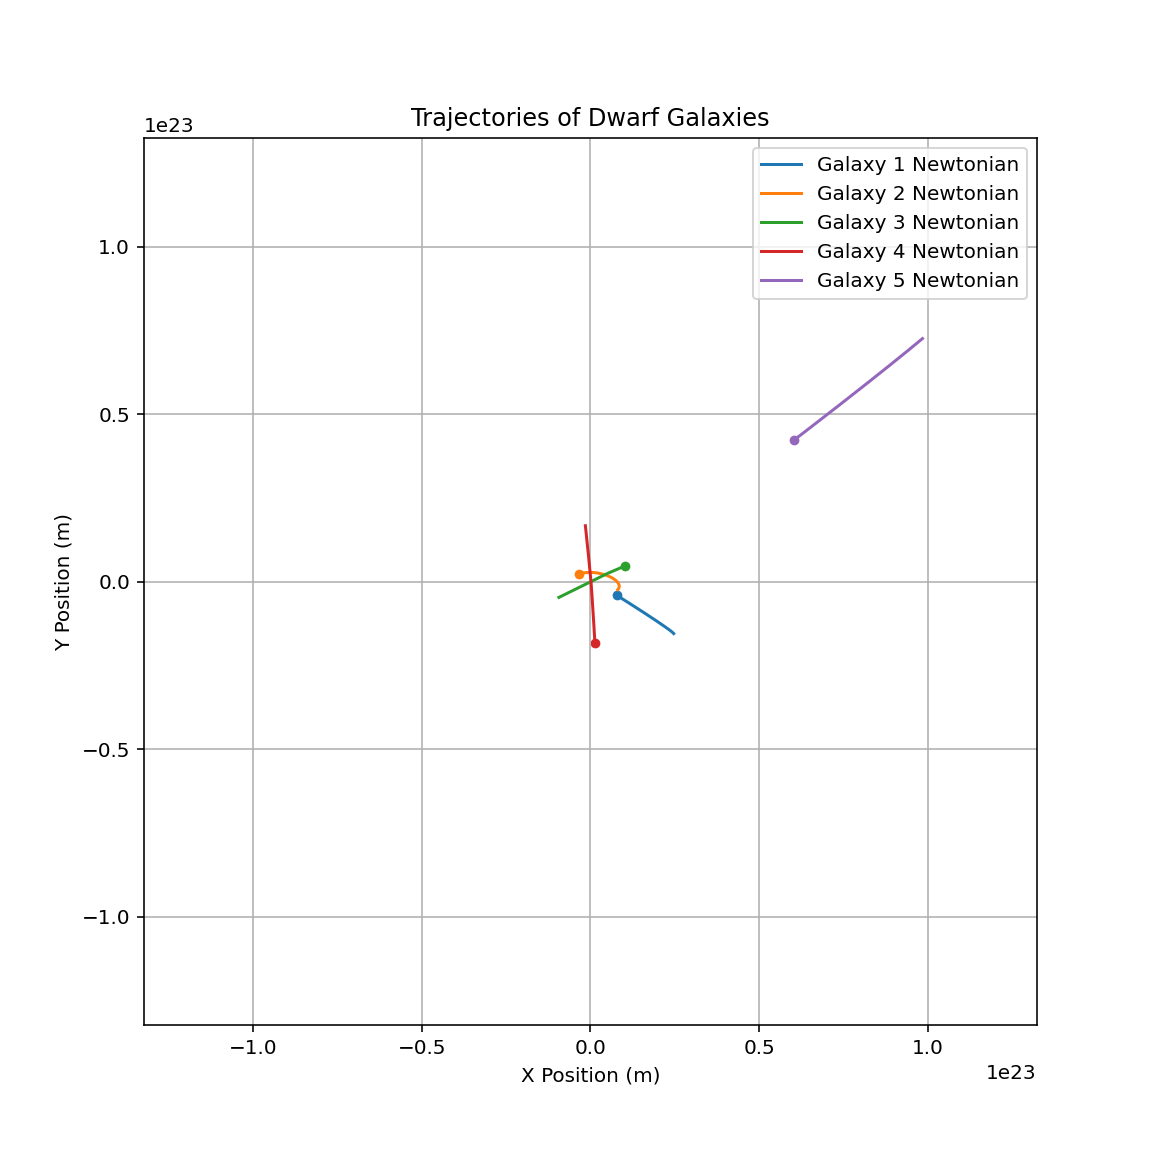 Trajectories of Dwarf Galaxies
1e23
Galaxy 1 Newtonian
Galaxy 2 Newtonian
Galaxy 3 Newtonian
Galaxy 4 Newtonian
Galaxy 5 Newtonian
1.0
0.5
0.0
−0.5
−1.0
Y Position (m)
−1.0 −0.5 0.0 0.5 1.0
1e23
X Position (m)